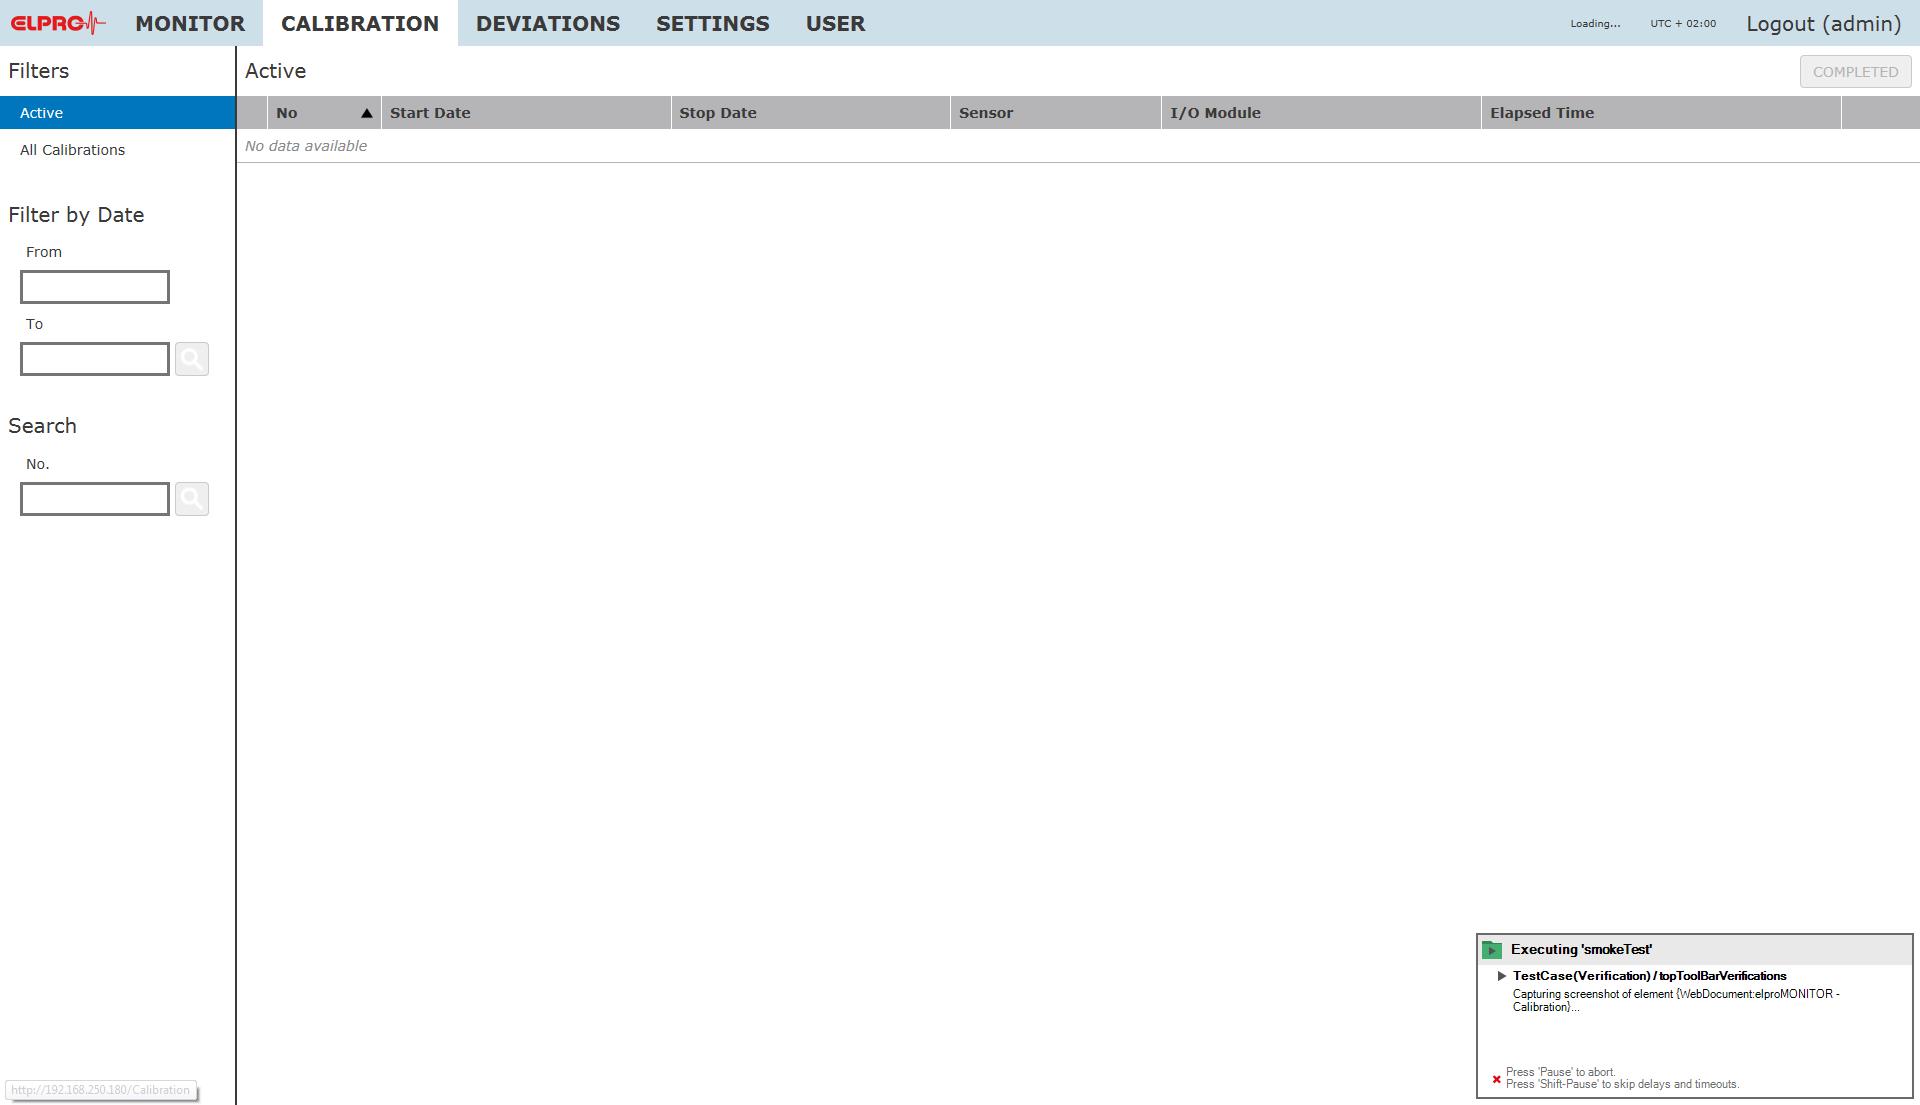 ELPRO MONITOR CALIBRATION DEVIATIONS SETTINGS USER Loading... UTC + 02:00 Logout (admin)
Filters
Active
All Calibrations
Filter by Date
From
To
Search
No.
Active
COMPLETED
No Start Date Stop Date Sensor I/O Module Elapsed Time
No data available
Executing 'smokeTest'
TestCase(Verification) / topToolBarVerifications
Capturing screenshot of element {WebDocument:elproMONITOR -
Calibration}...
Press 'Pause' to abort.
Press 'Shift-Pause' to skip delays and timeouts.
http://192.168.250.180/Calibration